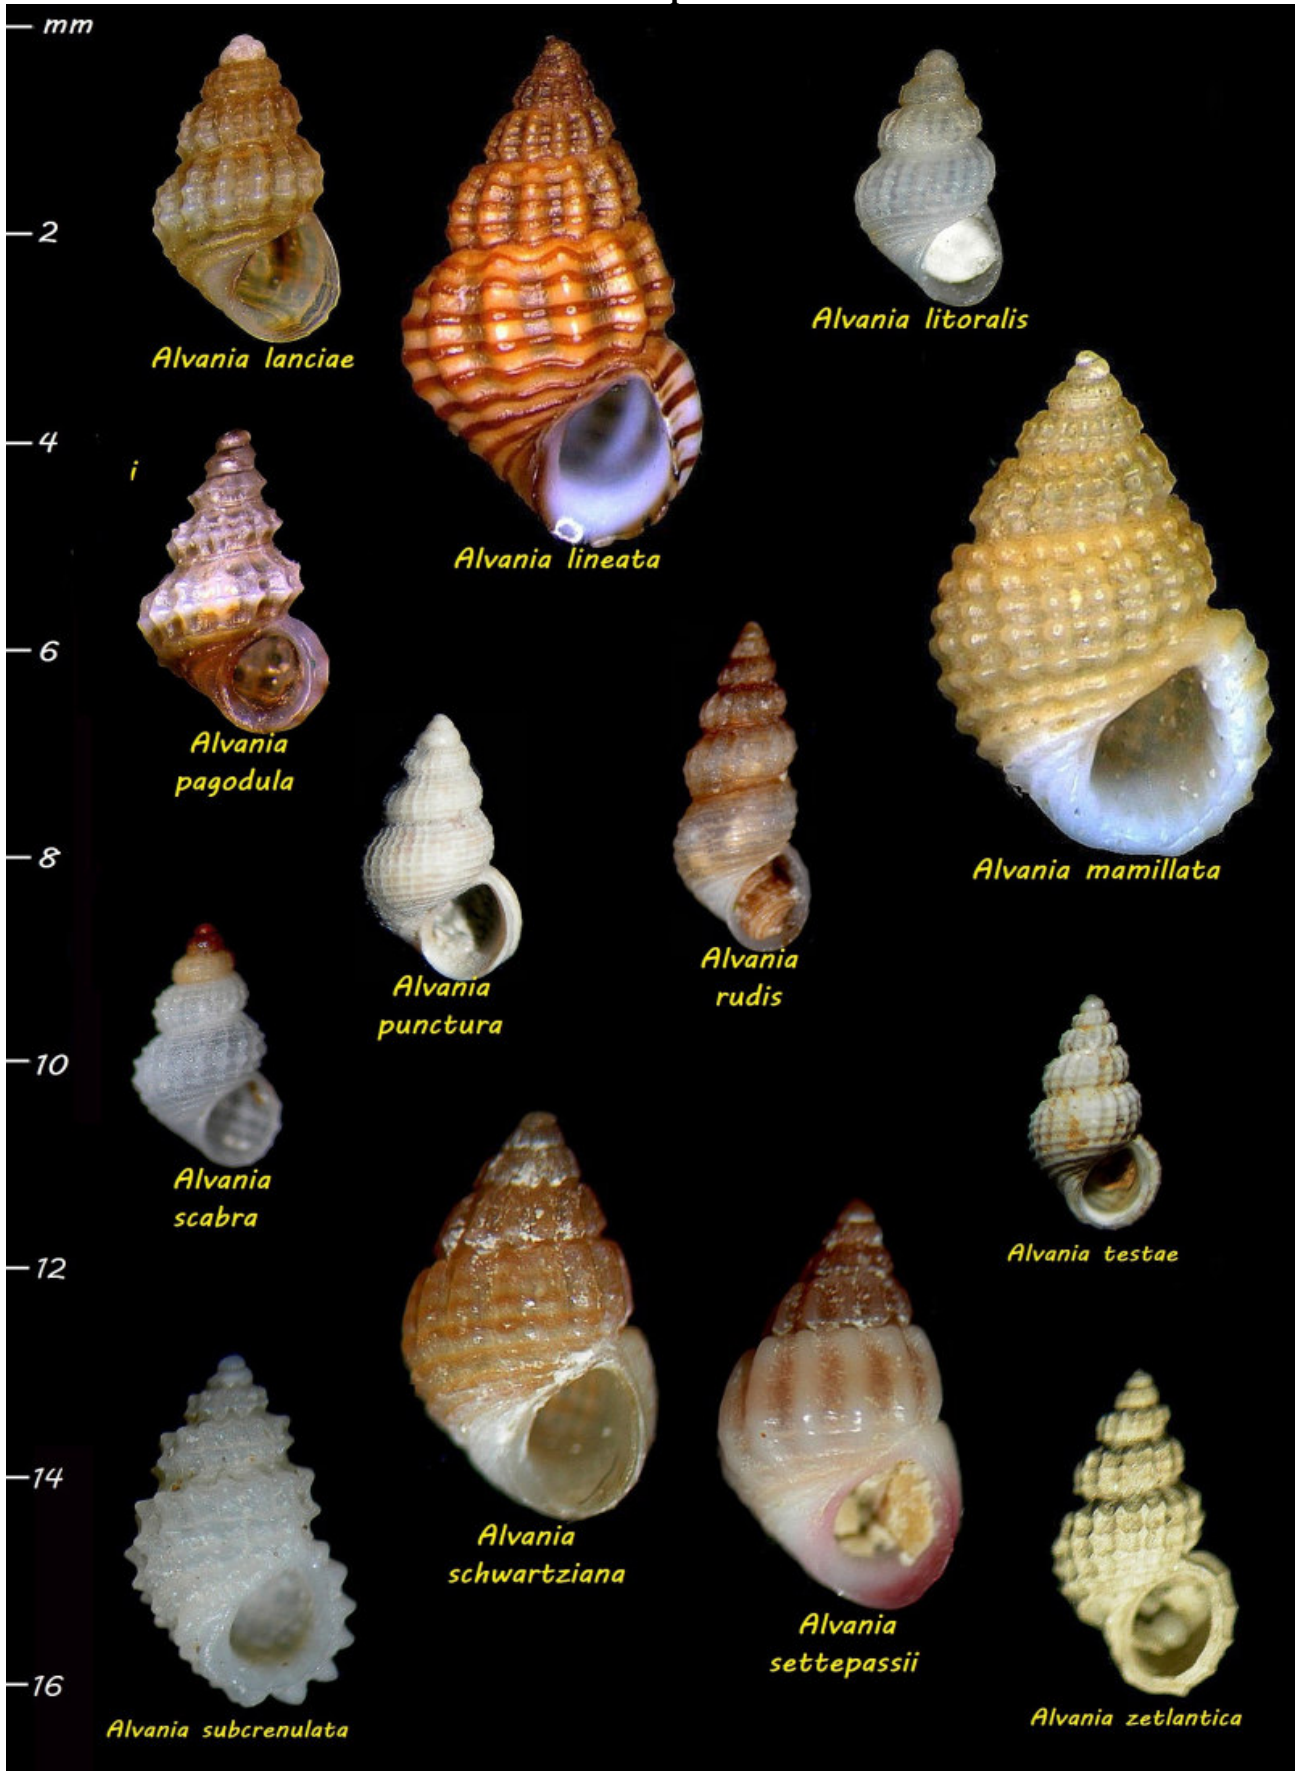 mm
2
Alvania litoralis
Alvania lanciae
4
i
Alvania lineata
6
Alvania
pagodula
8
Alvania mamillata
Alvania
rudis
Alvania
punctura
10
Alvania
scabra
Alvania testae
12
14
Alvania
schwartziana
Alvania
settepassii
16
Alvania subcrenulata
Alvania zetlantica